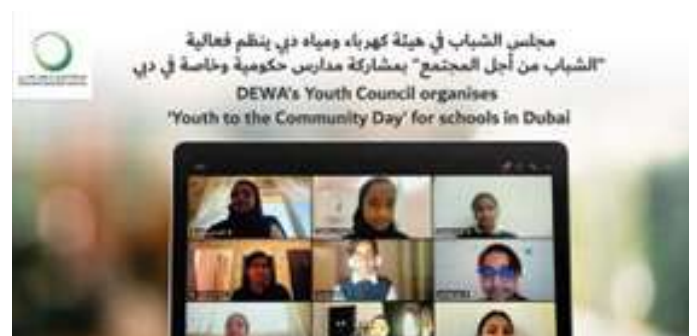 مجلس الشباب في هيئة كهرباء ومياه دبي ينظم فعالية
"الشباب من أجل المجتمع" بمشاركة مدارس حكومية وخاصة في دبي
DEWA's Youth Council organises
'Youth to the Community Day' for schools in Dubai